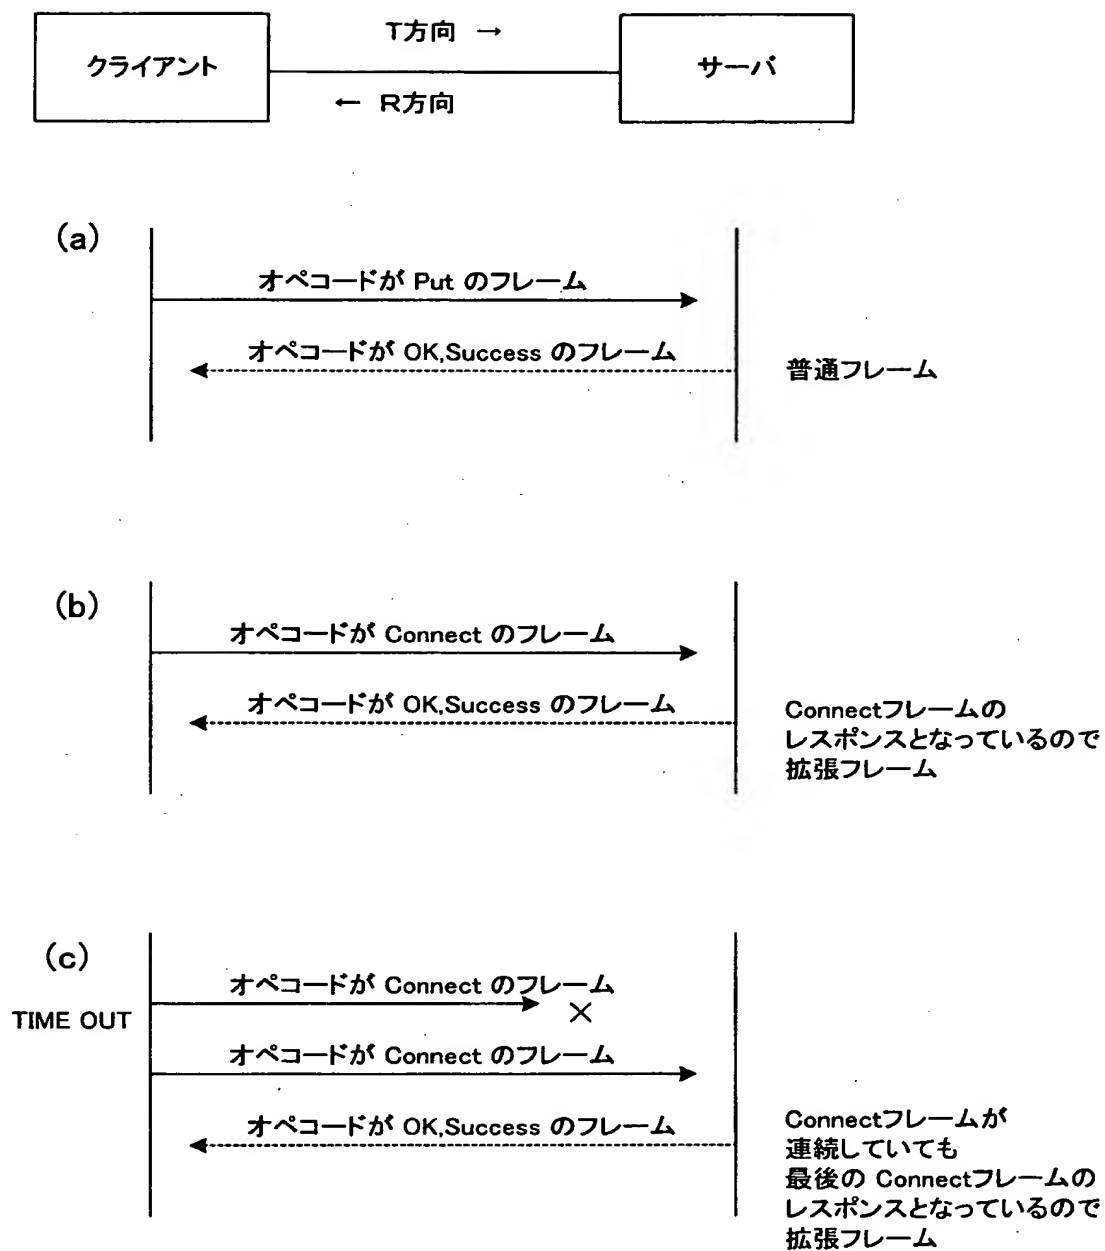 T方向 →
クライアント
サーバ
← R方向
(a)
オペコードが Put のフレーム
オペコードが OK,Success のフレーム
普通フレーム
(b)
オペコードが Connect のフレーム
オペコードが OK,Success のフレーム
Connectフレームの
レスポンスとなっているので
拡張フレーム
(c)
オペコードが Connect のフレーム
TIME OUT
オペコードが Connect のフレーム
オペコードが OK,Success のフレーム
Connectフレームが
連続していても
最後の Connectフレームの
レスポンスとなっているので
拡張フレーム